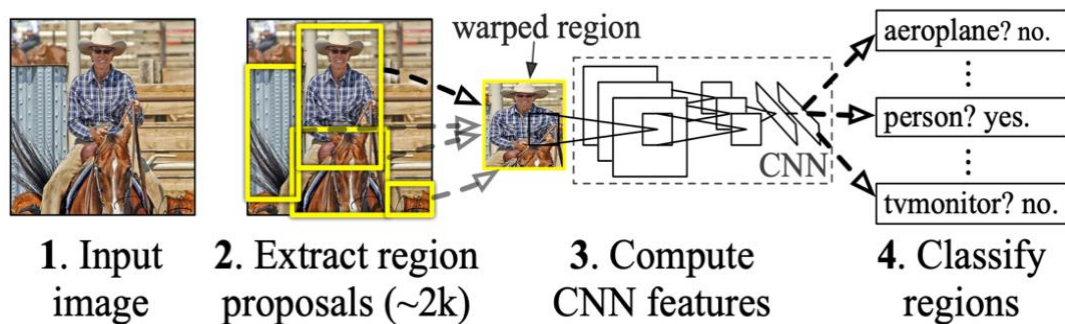 warped region
aeroplane? no.
⋮
person? yes.
⋮
tvmonitor? no.
CNN
1. Input
image
2. Extract region
proposals (~2k)
3. Compute
CNN features
4. Classify
regions